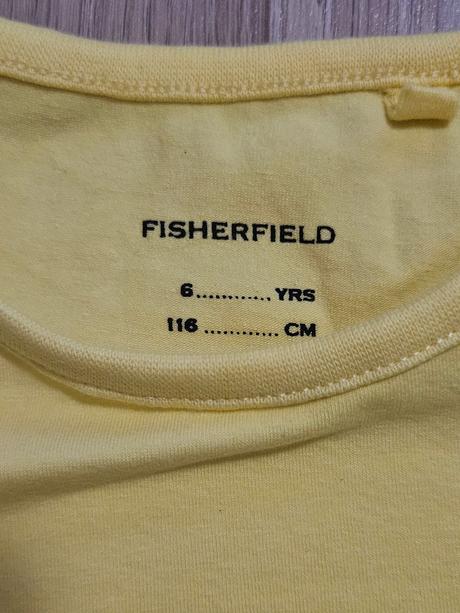 FISHERFIELD
6............ YRS
116 ............ CM